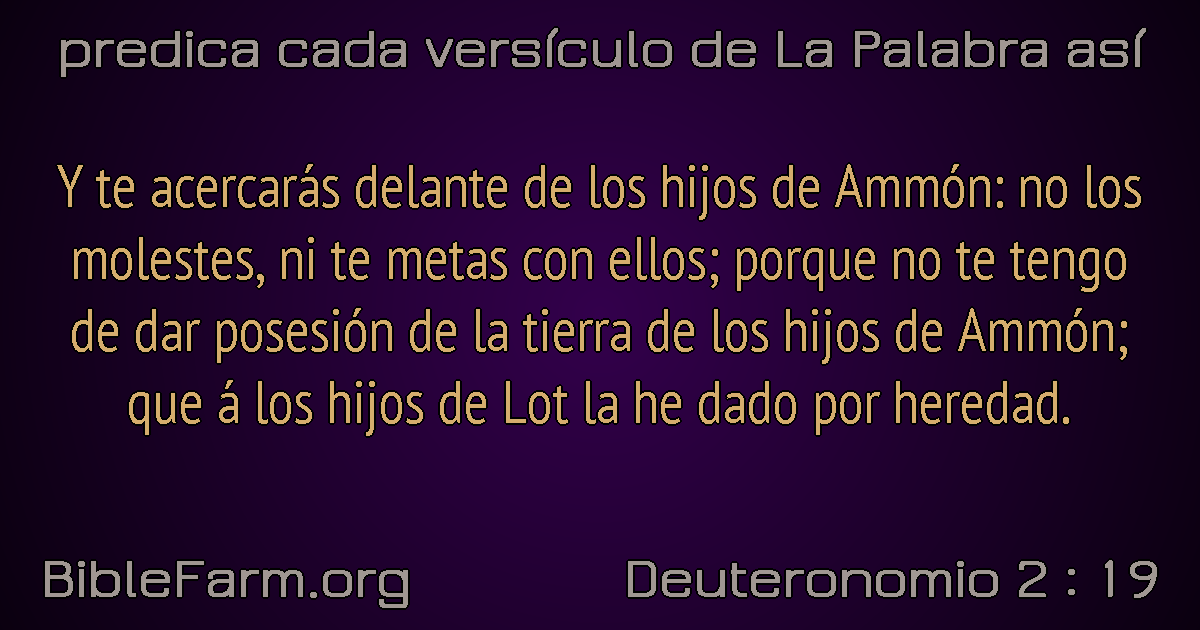 predica cada versículo de La Palabra así
Y te acercarás delante de los hijos de Ammón: no los
molestes, ni te metas con ellos; porque no te tengo
de dar posesión de la tierra de los hijos de Ammón;
que á los hijos de Lot la he dado por heredad.
BibleFarm.org
Deuteronomio 2 : 19